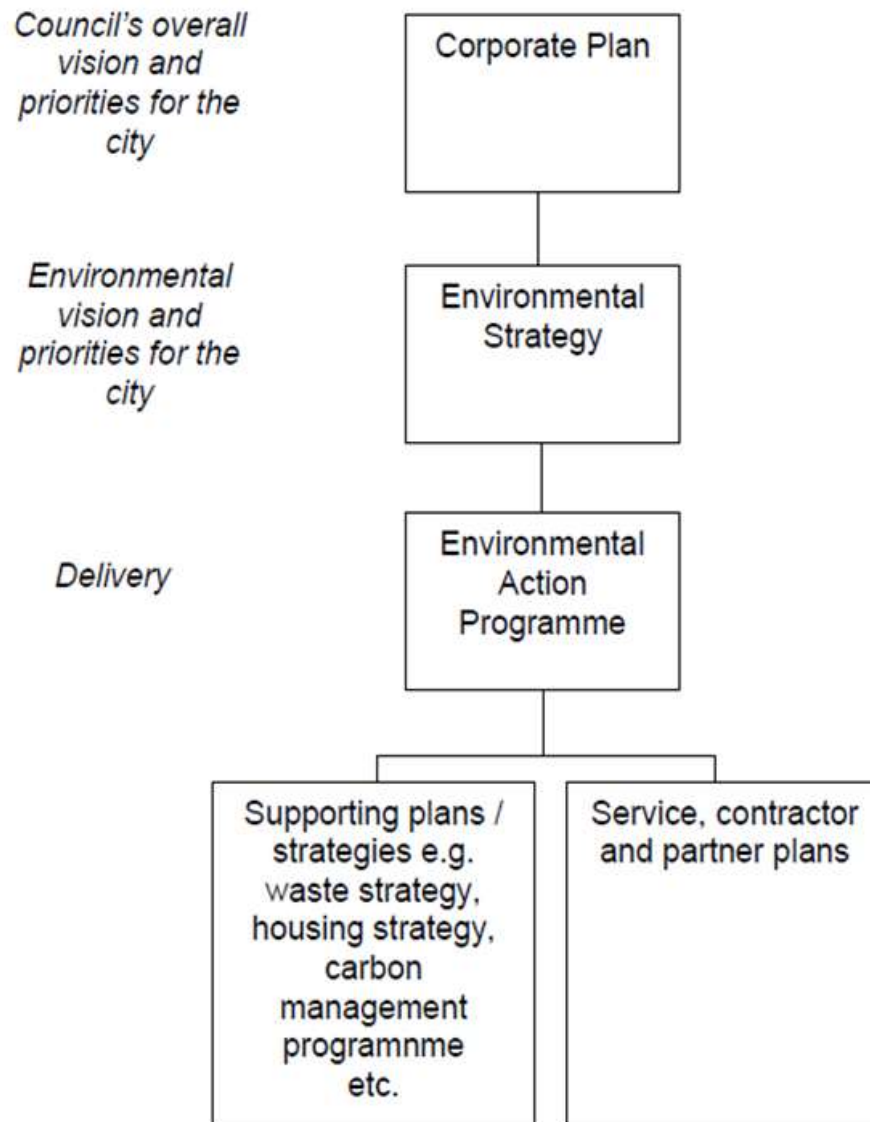 Council’s overall
vision and
priorities for the
city
Corporate Plan
Environmental
vision and
priorities for the
city
Environmental
Strategy
Delivery
Environmental
Action
Programme
Supporting plans /
strategies e.g.
waste strategy,
housing strategy,
carbon
management
programnme
etc.
Service, contractor
and partner plans